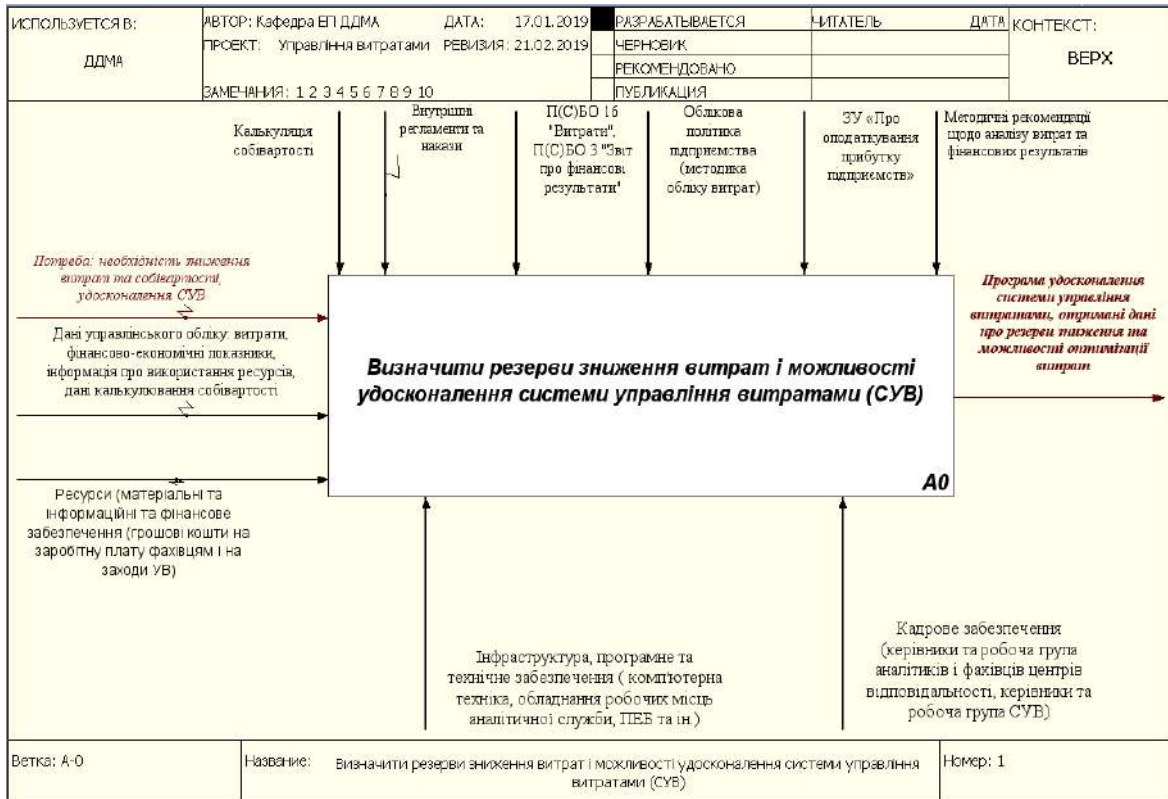 ИСПОЛЬЗУЕТСЯ В:
ДДМА
АВТОР: Кафедра ЕП ДДМА
ДАТА: 17.01.2019
ПРОЕКТ: Управління витратами
РЕВИЗИЯ: 21.02.2019
ЗАМЕЧАНИЯ: 1 2 3 4 5 6 7 8 9 10
РАЗРАБАТЫВАЕТСЯ
ЧЕРНОВИК
РЕКОМЕНДОВАНО
ПУБЛИКАЦИЯ
ЧИТАТЕЛЬ
ДАТА
КОНТЕКСТ:
ВЕРХ
Калькуляція
собівартості
Внутрішні
регламенти та
накази
П(С)БО 16
"Витрати",
П(С)БО 3 "Звіт
про фінансові
результати"
Облікова
політика
підприємства
(методика
обліку витрат)
ЗУ «Про
оподаткування
прибутку
підприємств»
Методичні рекомендації
щодо аналізу витрат та
фінансових результатів
Потреба: необхідність зниження
витрат та собівартості,
удосконалення СУВ
Дані управлінського обліку: витрати,
фінансово-економічні показники,
інформація про використання ресурсів,
дані калькулювання собівартості
Ресурси (матеріальні та
інформаційні та фінансове
забезпечення (грошові кошти на
заробітну плату фахівцям і на
заходи УВ)
Визначити резерви зниження витрат і можливості
удосконалення системи управління витратами (СУВ)
A0
Програма удосконалення
системи управління
витратами, отримані дані
про резерви зниження та
можливості оптимізації
витрат
Інфраструктура, програмне та
технічне забезпечення ( комп'ютерна
техніка, обладнання робочих місць
аналітичної служби, ПЕБ та ін.)
Кадрове забезпечення
(керівники та робоча група
аналітиків і фахівців центрів
відповідальності, керівники та
робоча група СУВ)
Ветка: A-0
Название: Визначити резерви зниження витрат і можливості удосконалення системи управління
витратами (СУВ)
Номер: 1